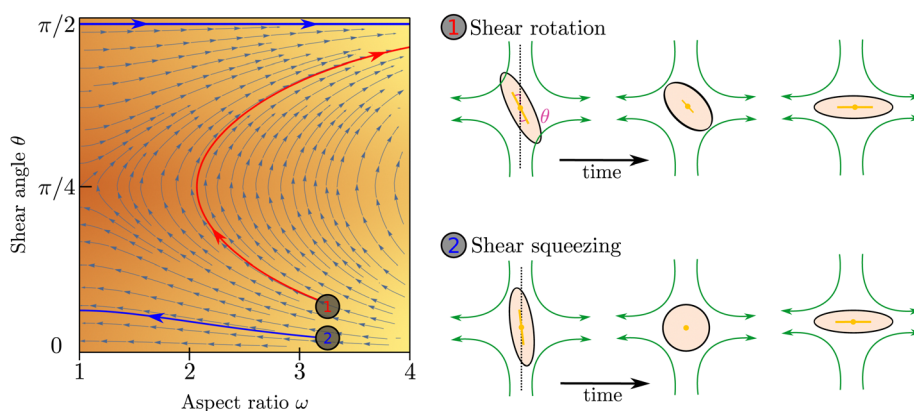 π/2
π/4
0
1
2
3
4
Shear angle θ
Aspect ratio ω
1
2
1 Shear rotation
θ
time
2 Shear squeezing
time